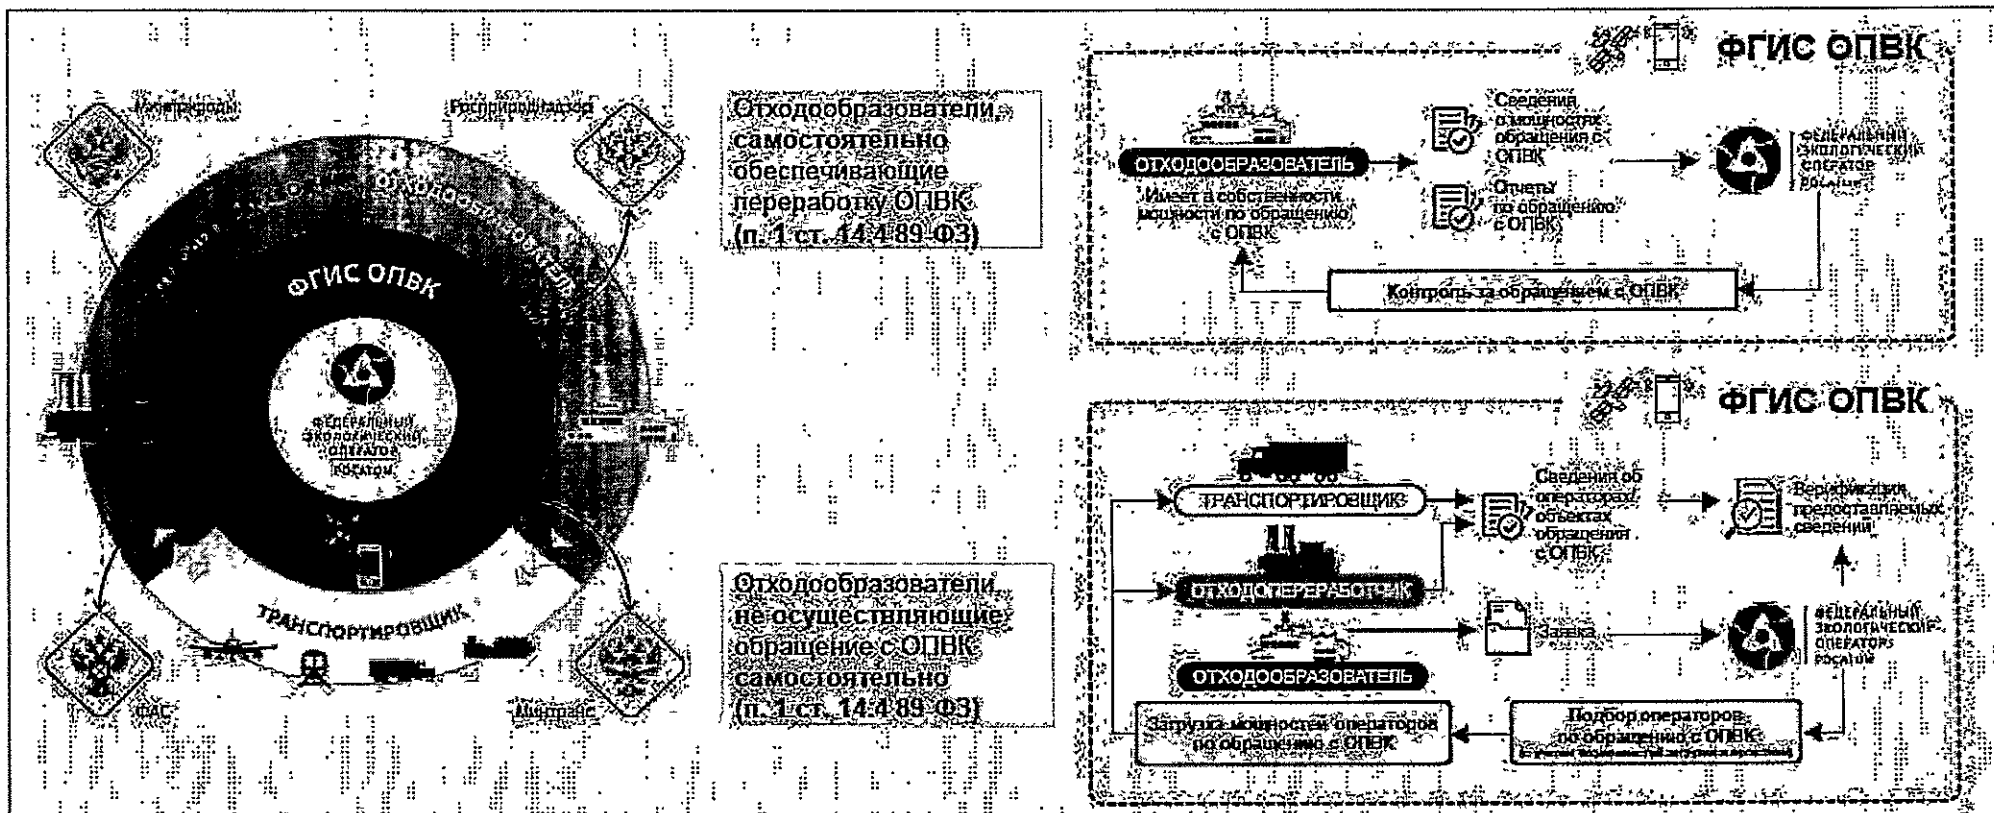 Минприроды
Росприроднадзор
ОТХОДООБРАЗОВАТЕЛЬ
ФГИС ОПВК
ФЕДЕРАЛЬНЫЙ
ЭКОЛОГИЧЕСКИЙ
ОПЕРАТОР
РОСАТОМ
ТРАНСПОРТИРОВЩИК
ФАС
Минтранс
Отходообразователи,
самостоятельно
обеспечивающие
переработку ОПВК
(п. 1 ст. 14.4 89-ФЗ)
Отходообразователи,
не осуществляющие
обращение с ОПВК
самостоятельно
(п. 1 ст. 14.4 89-ФЗ)
ФГИС ОПВК
ОТХОДООБРАЗОВАТЕЛЬ
Имеет в собственности
мощности по обращению
с ОПВК
Сведения
о мощностях
обращения с
ОПВК
Отчеты
по обращению
с ОПВК
ФЕДЕРАЛЬНЫЙ
ЭКОЛОГИЧЕСКИЙ
ОПЕРАТОР
РОСАТОМ
Контроль за обращением с ОПВК
ФГИС ОПВК
ТРАНСПОРТИРОВЩИК
ОТХОДОПЕРЕРАБОТЧИК
ОТХОДООБРАЗОВАТЕЛЬ
Сведения об
операторах/
объектах
обращения
с ОПВК
Верификация
предоставляемых
сведений
Заявка
ФЕДЕРАЛЬНЫЙ
ЭКОЛОГИЧЕСКИЙ
ОПЕРАТОР
РОСАТОМ
Загрузка мощностей операторов
по обращению с ОПВК
Подбор операторов
по обращению с ОПВК